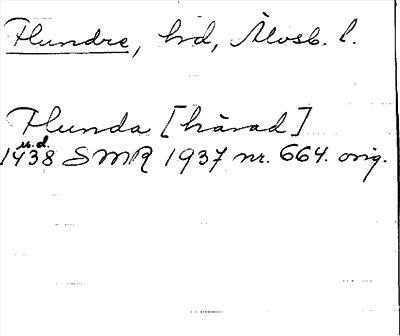 Flundre, hd, Älvsb. l.
Flunda [härad]
u.d.
1438 SMR 1937 nr. 664. orig.